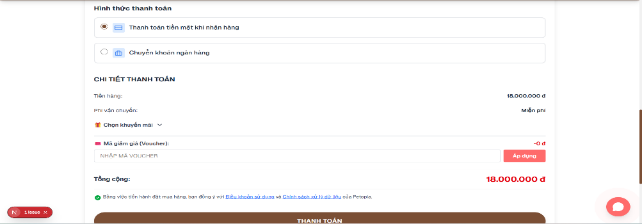 Hình thức thanh toán
Thanh toán tiền mặt khi nhận hàng
Chuyển khoản ngân hàng
CHI TIẾT THANH TOÁN
Tiền hàng: 18.000.000 đ
Phí vận chuyển: Miễn phí
Chọn khuyến mãi
Mã giảm giá (Voucher): -0 đ
NHẬP MÃ VOUCHER Áp dụng
Tổng cộng: 18.000.000 đ
Bằng việc tiến hành đặt mua hàng, bạn đồng ý với Điều khoản sử dụng và Chính sách xử lý dữ liệu của Petopia.
N 1 Issue ×
THANH TOÁN